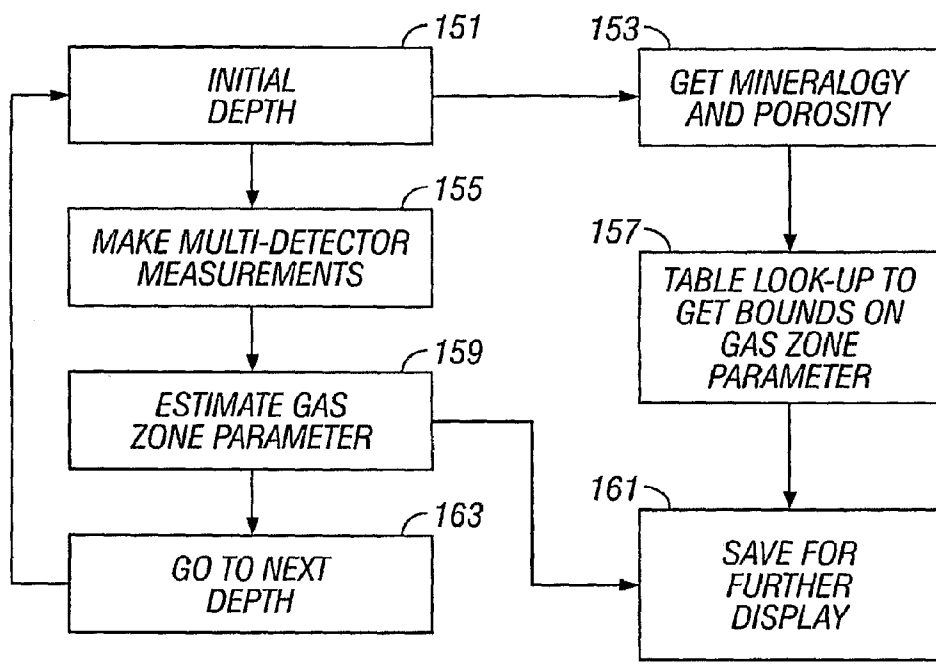 151
INITIAL
DEPTH
153
GET MINERALOGY
AND POROSITY
155
MAKE MULTI-DETECTOR
MEASUREMENTS
157
TABLE LOOK-UP TO
GET BOUNDS ON
GAS ZONE
PARAMETER
159
ESTIMATE GAS
ZONE PARAMETER
161
SAVE FOR
FURTHER
DISPLAY
163
GO TO NEXT
DEPTH